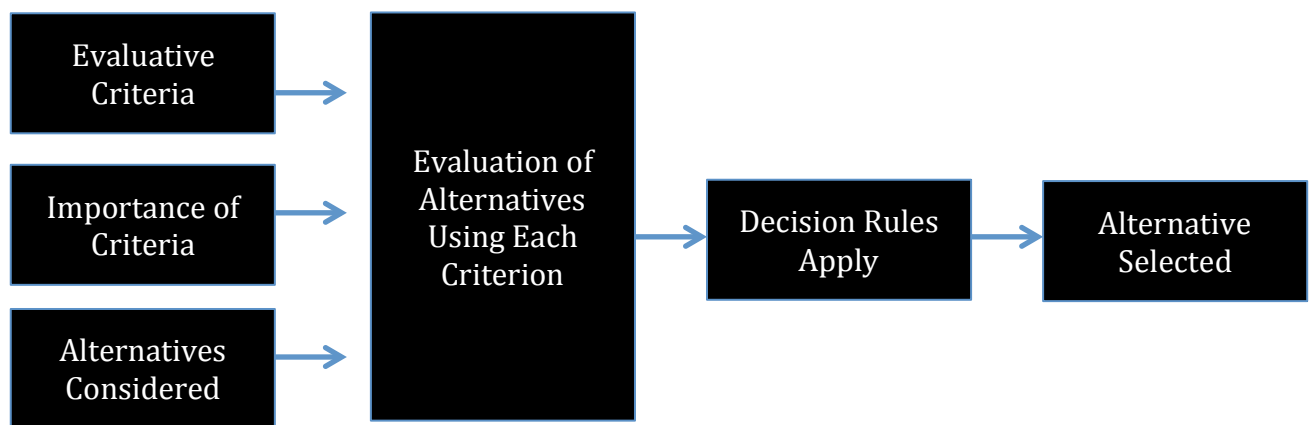 Evaluative
Criteria
Importance of
Criteria
Alternatives
Considered
Evaluation of
Alternatives
Using Each
Criterion
Decision Rules
Apply
Alternative
Selected